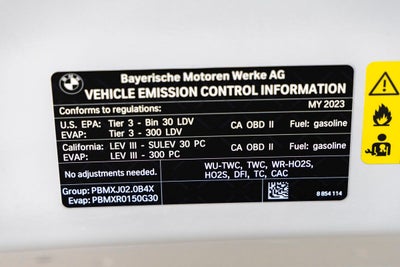 Bayerische Motoren Werke AG
VEHICLE EMISSION CONTROL INFORMATION
Conforms to regulations: MY 2023
U.S. EPA: Tier 3 - Bin 30 LDV CA OBD II Fuel: gasoline
EVAP: Tier 3 - 300 LDV
California: LEV III - SULEV 30 PC CA OBD II Fuel: gasoline
EVAP: LEV III - 300 PC
No adjustments needed. WU-TWC, TWC, WR-HO2S,
HO2S, DFI, TC, CAC
Group: PBMXJ02.0B4X
Evap: PBMXR0150G30 8 854 114